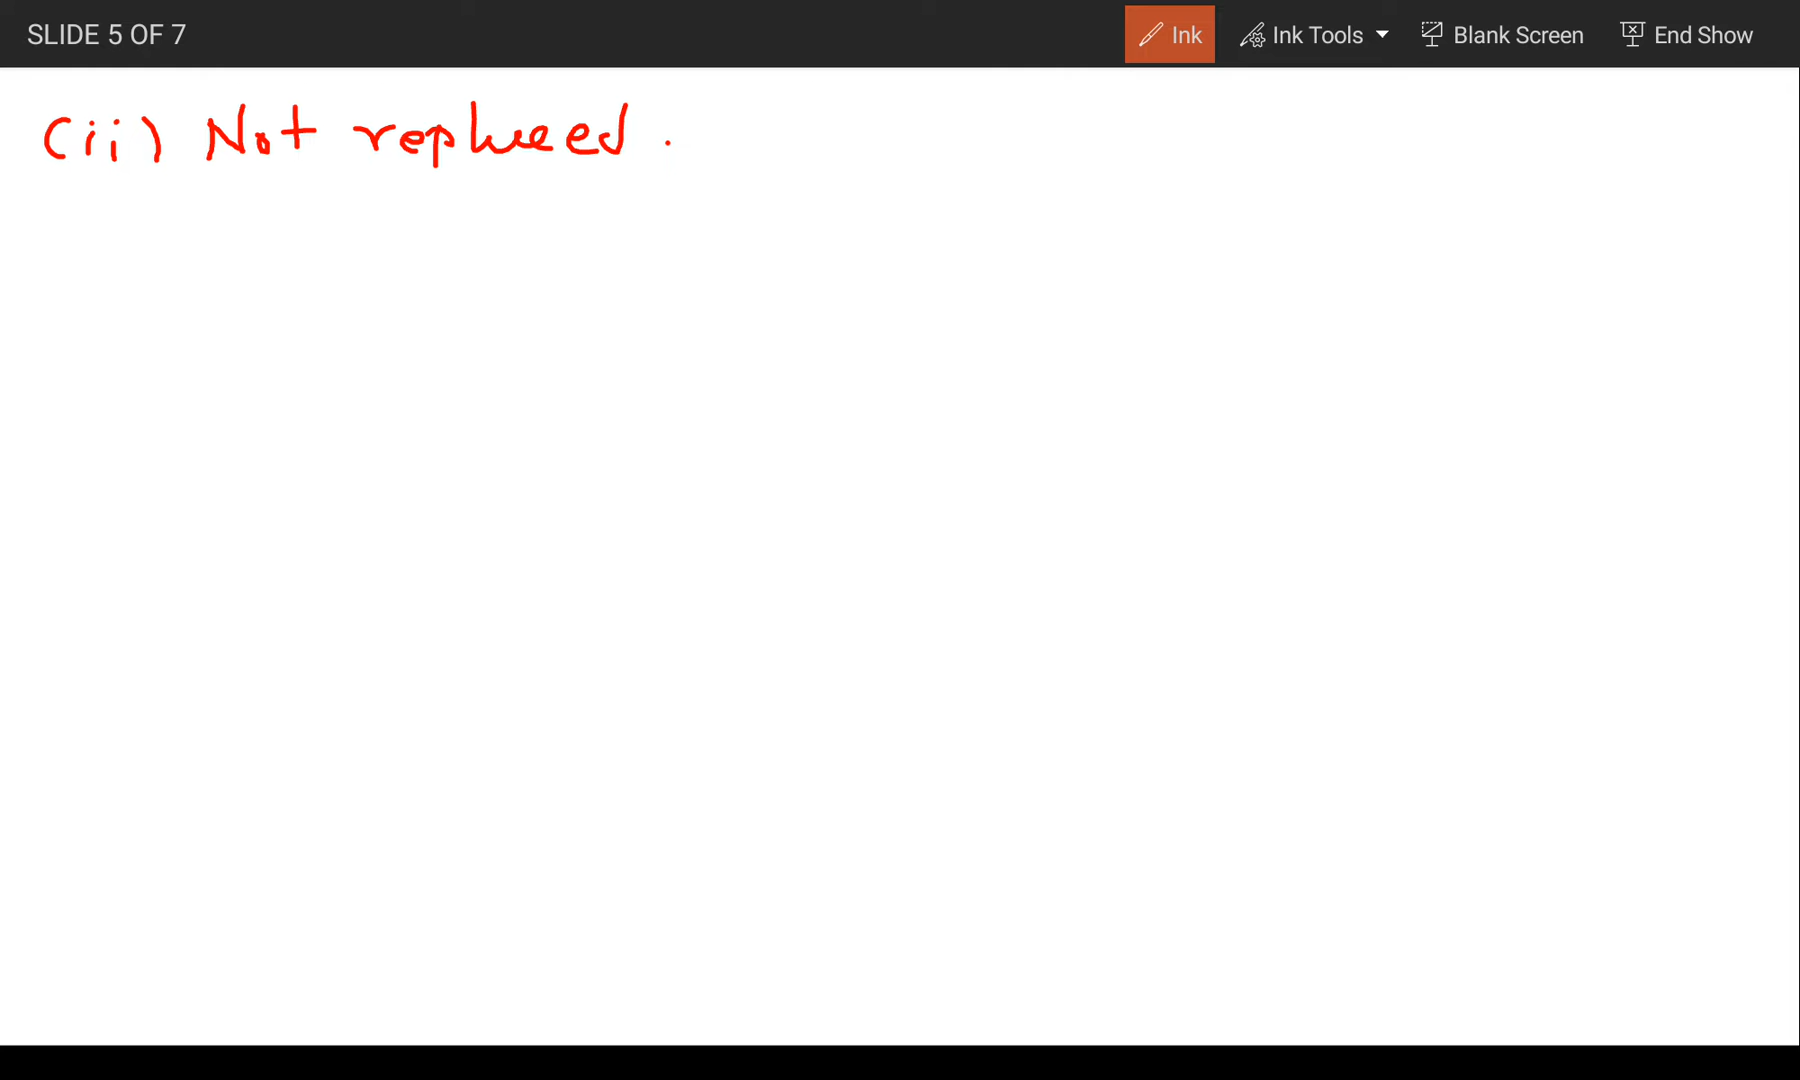 SLIDE 5 OF 7
Ink
Ink Tools
Blank Screen
End Show
(ii) Not replaced.